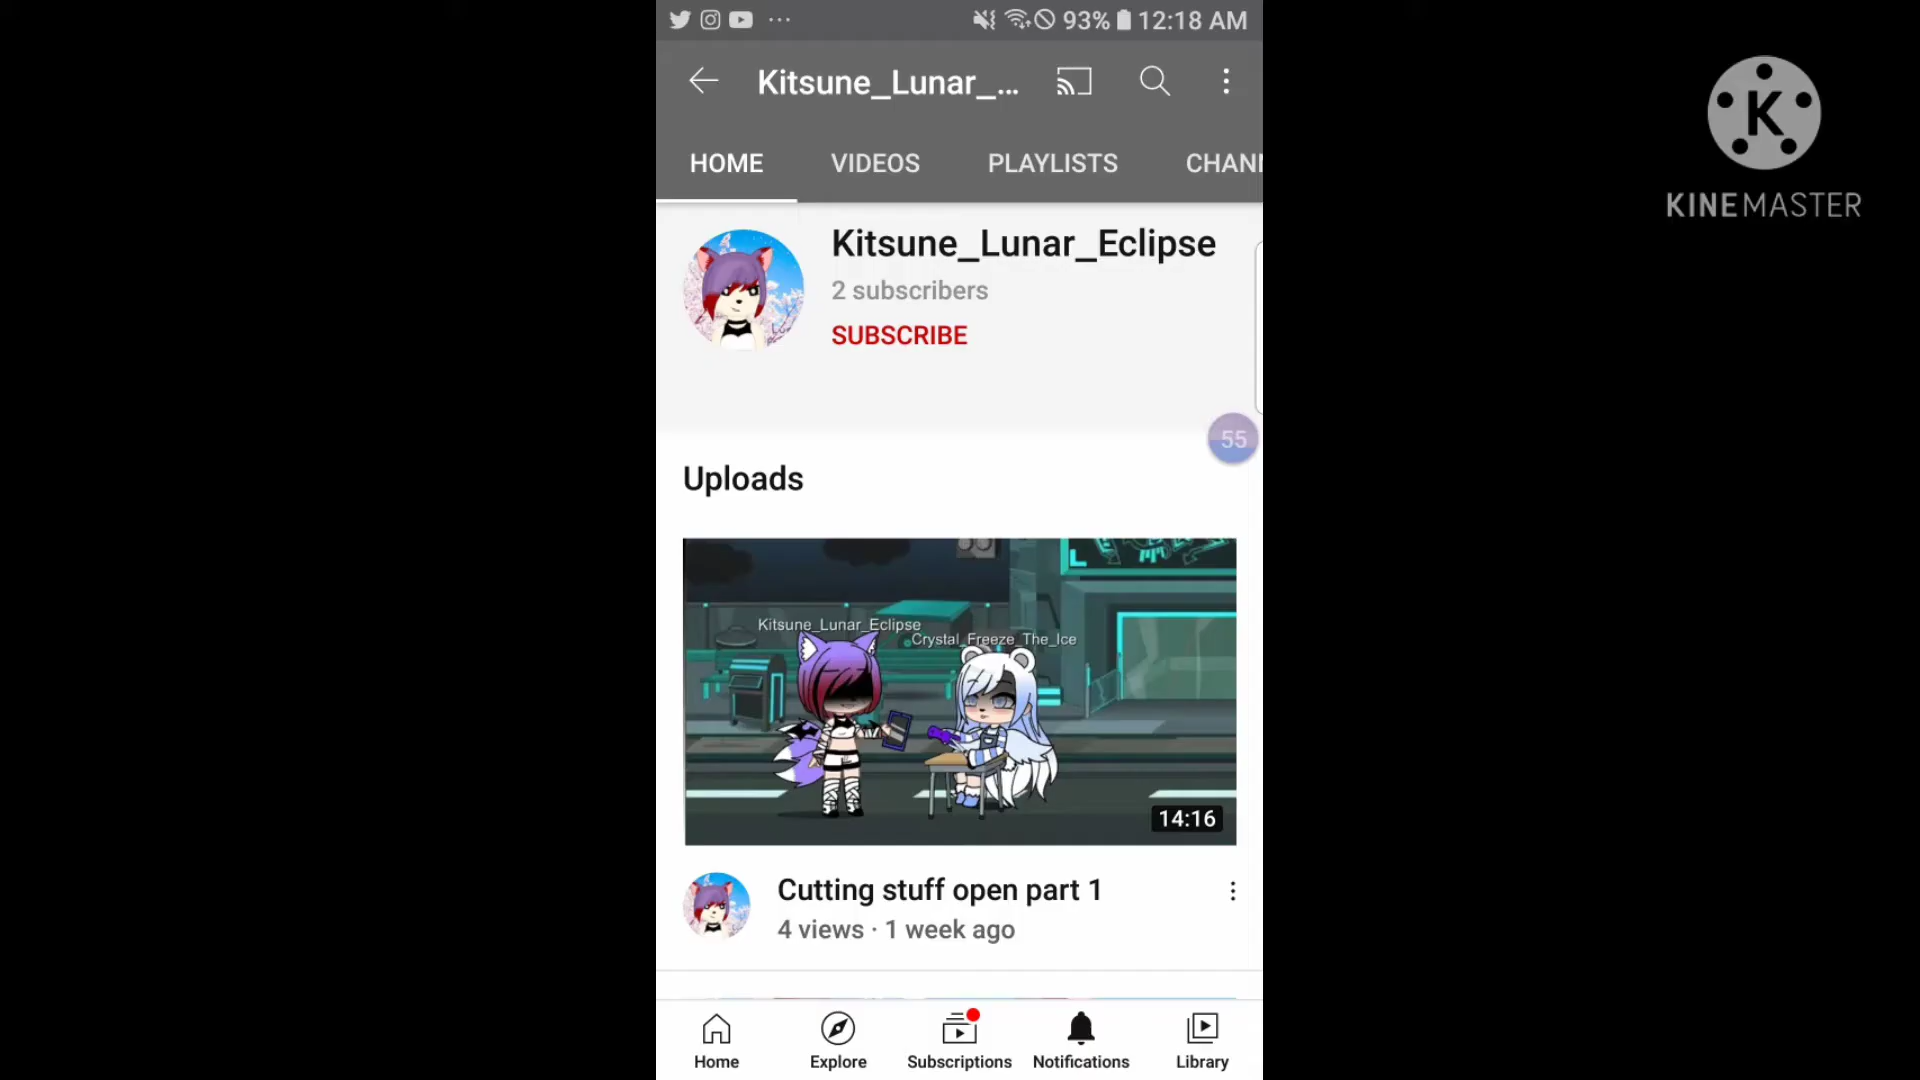 93% 12:18 AM
Kitsune_Lunar_...
HOME VIDEOS PLAYLISTS CHAN
K
KINEMASTER
Kitsune_Lunar_Eclipse
2 subscribers
SUBSCRIBE
55
Uploads
Kitsune_Lunar_Eclipse
Crystal_Freeze_The_Ice
14:16
Cutting stuff open part 1
4 views · 1 week ago
Home Explore Subscriptions Notifications Library